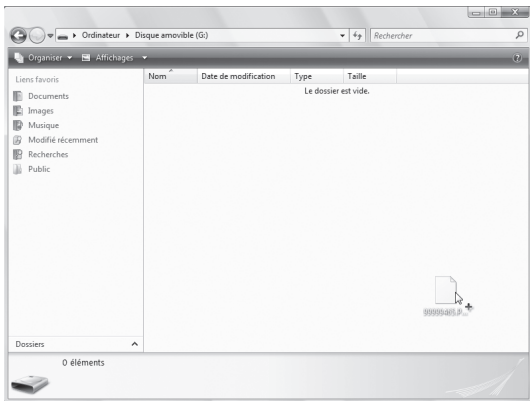 Ordinateur ▸ Disque amovible (G:)
Rechercher
Organiser Affichages
Liens favoris
Documents
Images
Musique
Modifié récemment
Recherches
Public
Nom Date de modification Type Taille
Le dossier est vide.
Dossiers
0 éléments